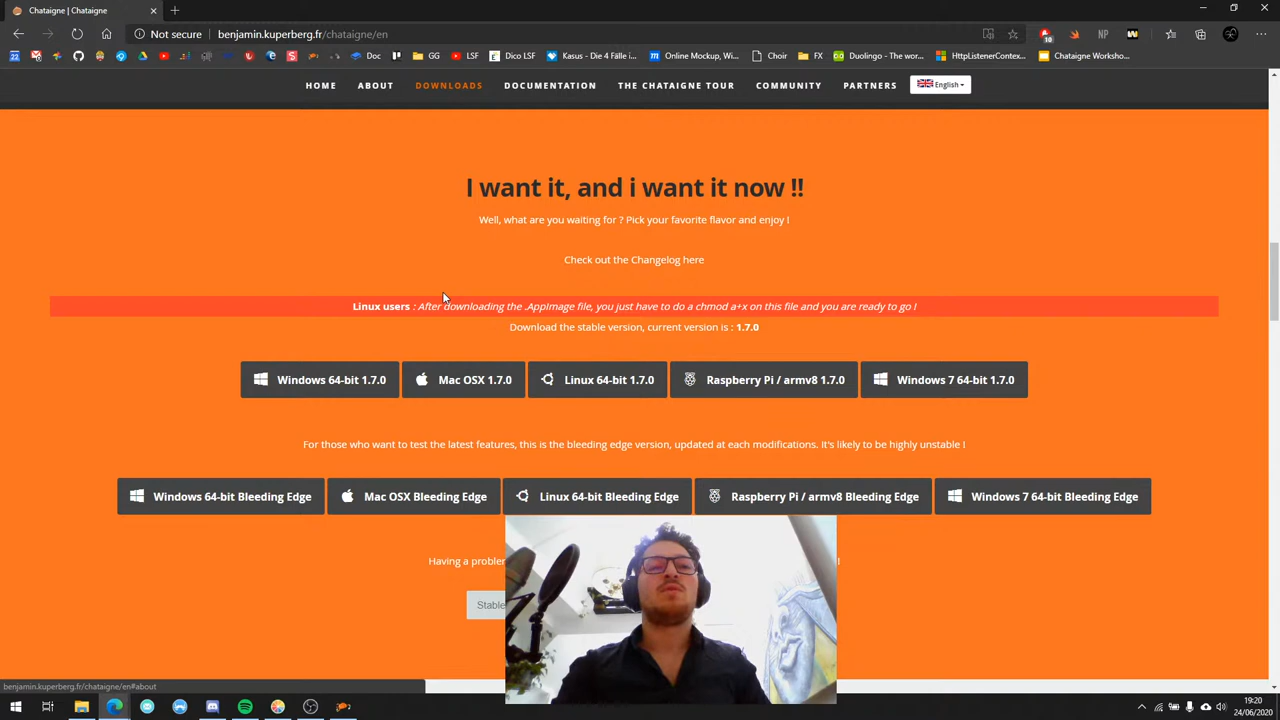 Chataigne | Chataigne
Not secure
benjamin.kuperberg.fr/chataigne/en
Doc
GG
LSF
Dico LSF
Kasus - Die 4 Fälle i...
Online Mockup, Wi...
Choir
FX
Duolingo - The wor...
HttpListenerContex...
Chataigne Worksho...
HOME
ABOUT
DOWNLOADS
DOCUMENTATION
THE CHATAIGNE TOUR
COMMUNITY
PARTNERS
English
I want it, and i want it now !!
Well, what are you waiting for ? Pick your favorite flavor and enjoy !
Check out the Changelog here
Linux users : After downloading the .AppImage file, you just have to do a chmod a+x on this file and you are ready to go !
Download the stable version, current version is : 1.7.0
Windows 64-bit 1.7.0
Mac OSX 1.7.0
Linux 64-bit 1.7.0
Raspberry Pi / armv8 1.7.0
Windows 7 64-bit 1.7.0
For those who want to test the latest features, this is the bleeding edge version, updated at each modifications. It's likely to be highly unstable !
Windows 64-bit Bleeding Edge
Mac OSX Bleeding Edge
Linux 64-bit Bleeding Edge
Raspberry Pi / armv8 Bleeding Edge
Windows 7 64-bit Bleeding Edge
Having a proble
!
Stable
benjamin.kuperberg.fr/chataigne/en#about
19:20
24/06/2020